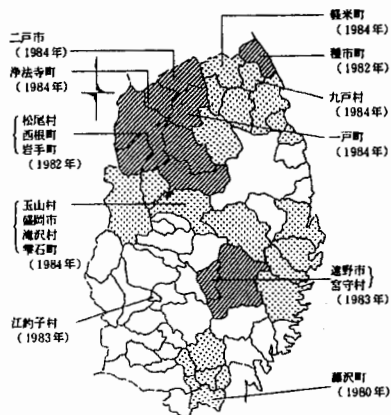 二戸市
(1984年)
浄法寺町
(1984年)
松尾村
西根町
岩手町
(1982年)
玉山村
盛岡市
滝沢村
雫石町
(1984年)
江釣子村
(1983年)
軽米町
(1984年)
種市町
(1982年)
九戸村
(1984年)
一戸町
(1984年)
遠野市
宮守村
(1983年)
藤沢町
(1980年)